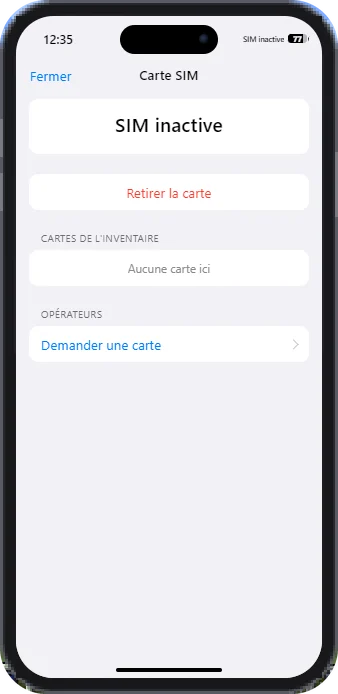 12:35
SIM inactive 77
Fermer
Carte SIM
SIM inactive
Retirer la carte
CARTES DE L'INVENTAIRE
Aucune carte ici
OPÉRATEURS
Demander une carte